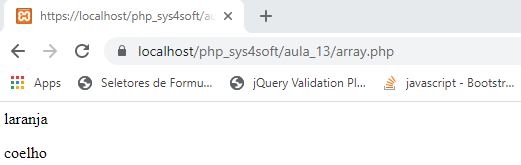 https://localhost/php_sys4soft/au
localhost/php_sys4soft/aula_13/array.php
Apps Seletores de Formu... jQuery Validation Pl... javascript - Bootstr...
laranja
coelho